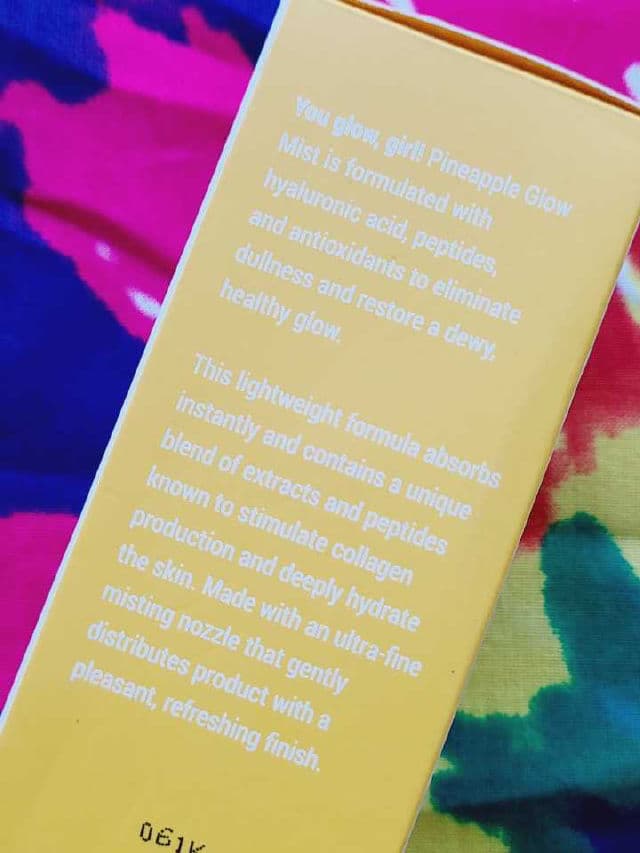 You glow, girl! Pineapple Glow
Mist is formulated with
hyaluronic acid, peptides,
and antioxidants to eliminate
dullness and restore a dewy,
healthy glow.
This lightweight formula absorbs
instantly and contains a unique
blend of extracts and peptides
known to stimulate collagen
production and deeply hydrate
the skin. Made with an ultra-fine
misting nozzle that gently
distributes product with a
pleasant, refreshing finish.
061K